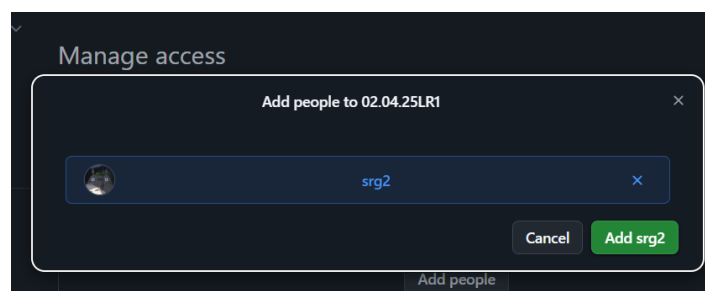 Manage access
Add people to 02.04.25LR1
srg2
Cancel
Add srg2
Add people